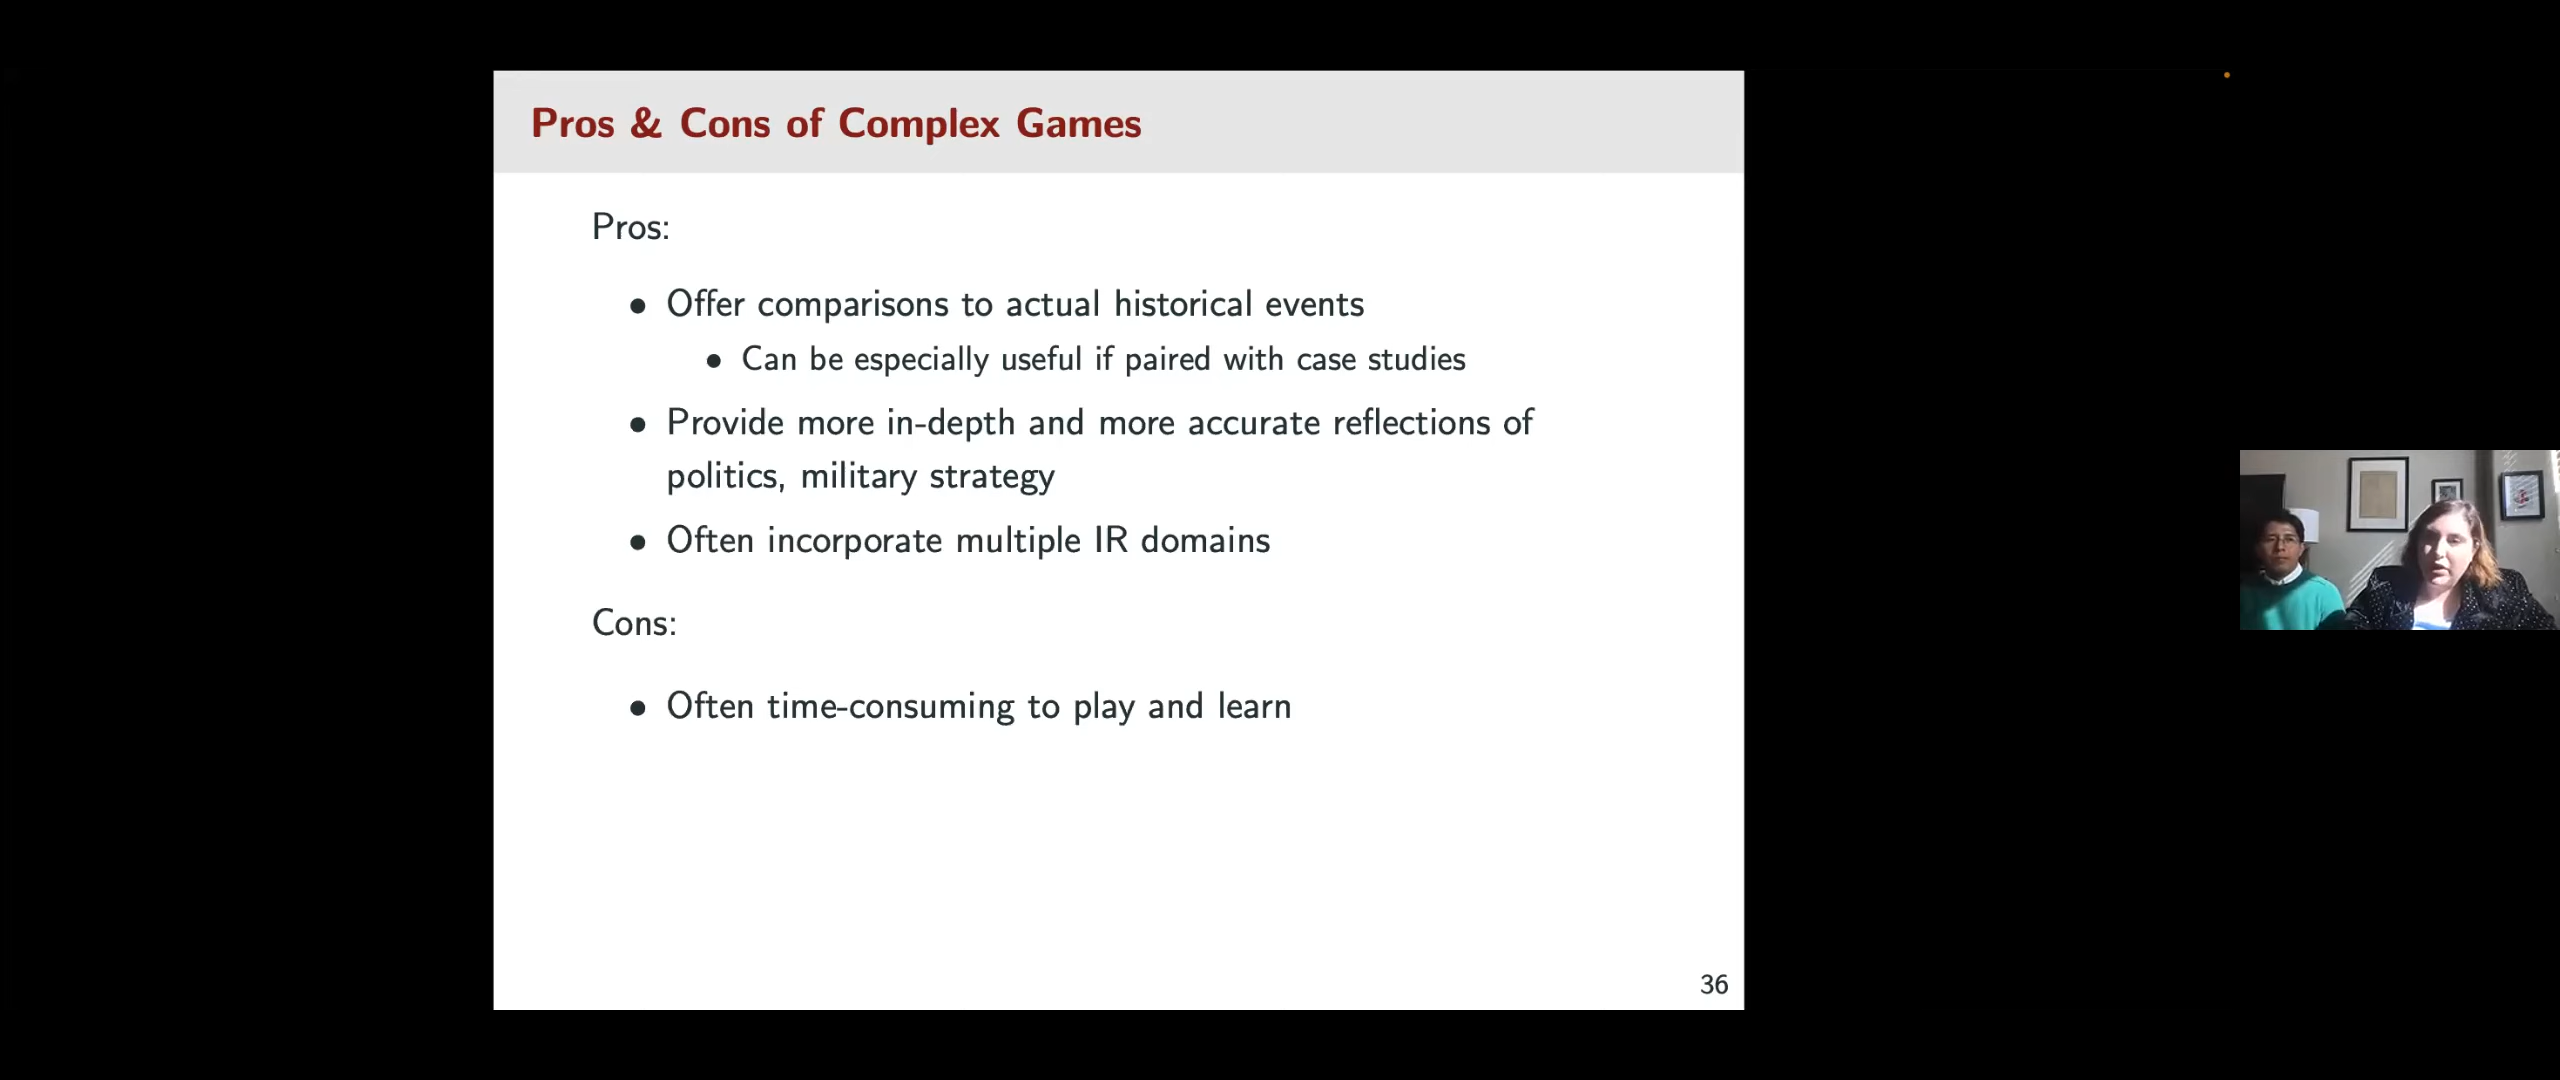 Pros & Cons of Complex Games
Pros:
• Offer comparisons to actual historical events
• Can be especially useful if paired with case studies
• Provide more in-depth and more accurate reflections of
politics, military strategy
• Often incorporate multiple IR domains
Cons:
• Often time-consuming to play and learn
36